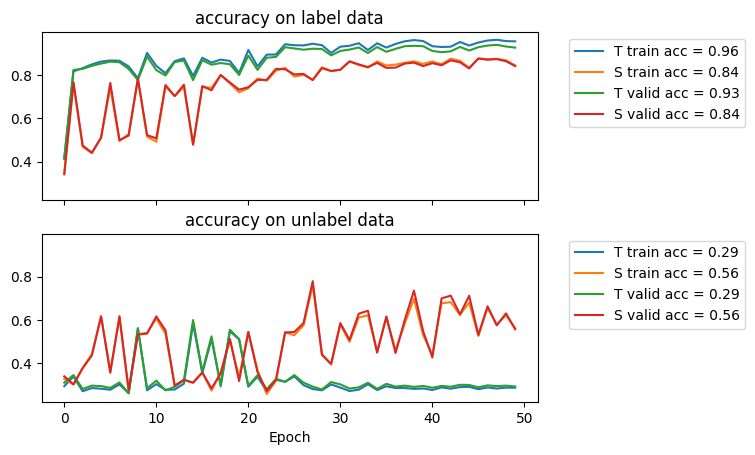 accuracy on label data
0.8
0.6
0.4
T train acc = 0.96
S train acc = 0.84
T valid acc = 0.93
S valid acc = 0.84
accuracy on unlabel data
0.8
0.6
0.4
T train acc = 0.29
S train acc = 0.56
T valid acc = 0.29
S valid acc = 0.56
0 10 20 30 40 50
Epoch